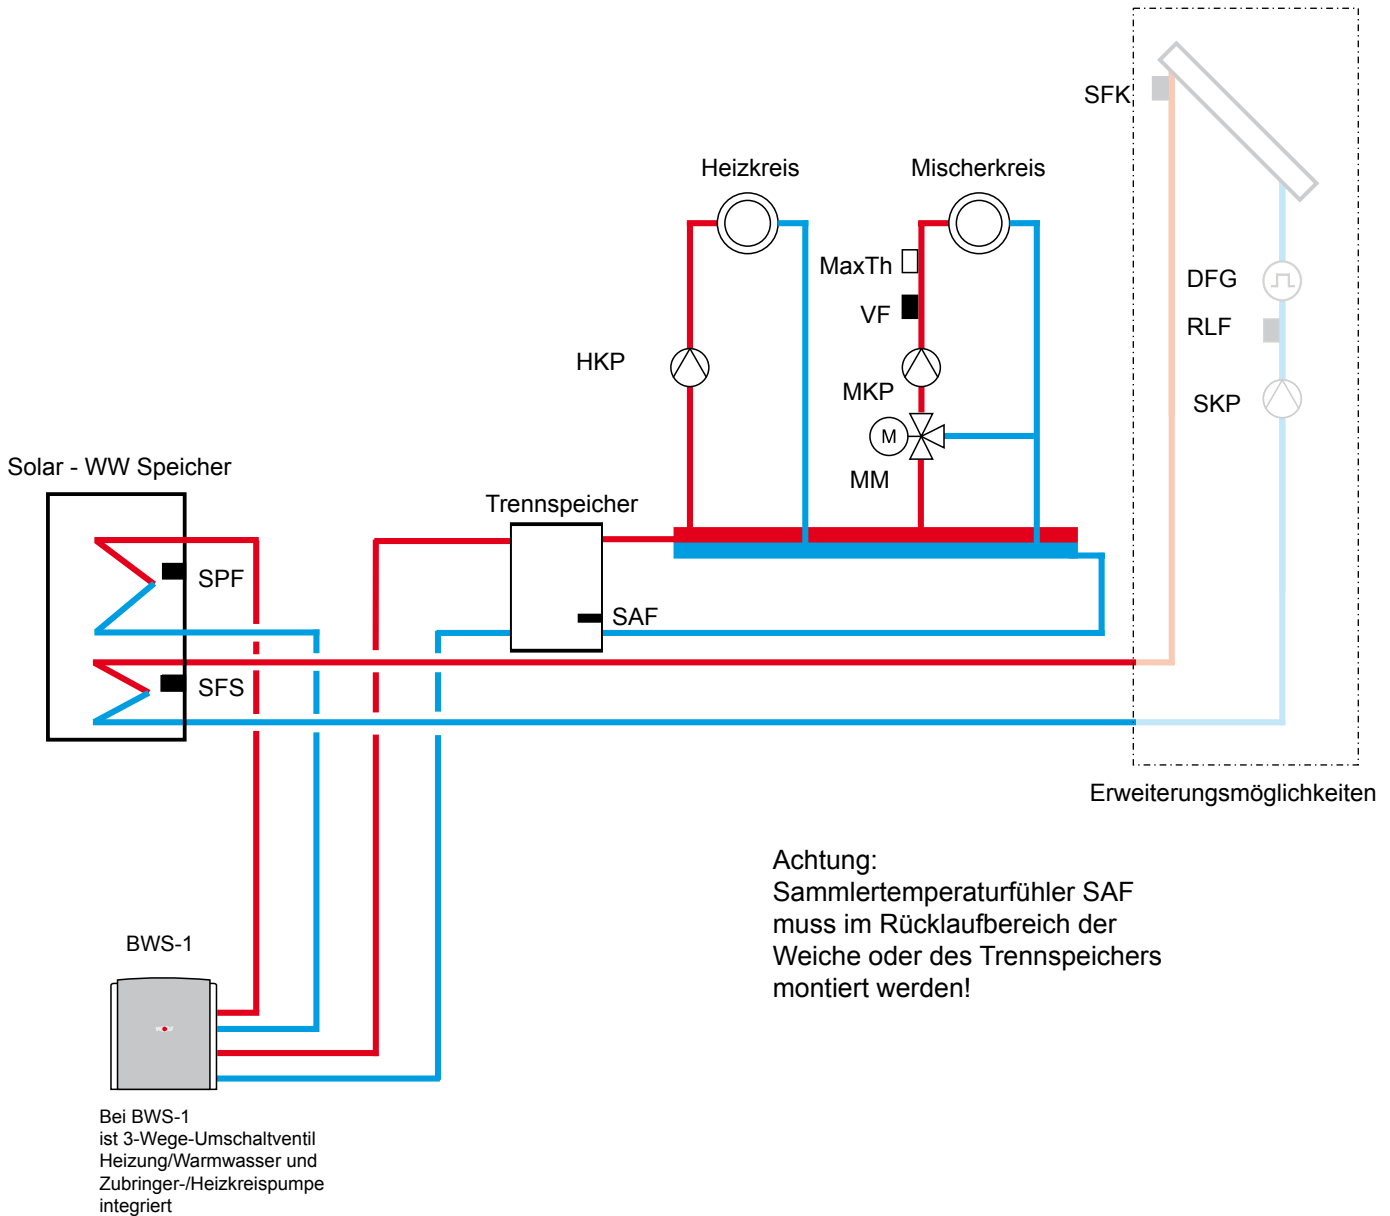 SFK
Heizkreis
Mischerkreis
MaxTh
DFG
VF
RLF
HKP
MKP
SKP
M
MM
Solar - WW Speicher
Trennspeicher
SPF
SAF
SFS
Erweiterungsmöglichkeiten
Achtung:
Sammlertemperaturfühler SAF
muss im Rücklaufbereich der
Weiche oder des Trennspeichers
montiert werden!
BWS-1
Bei BWS-1
ist 3-Wege-Umschaltventil
Heizung/Warmwasser und
Zubringer-/Heizkreispumpe
integriert